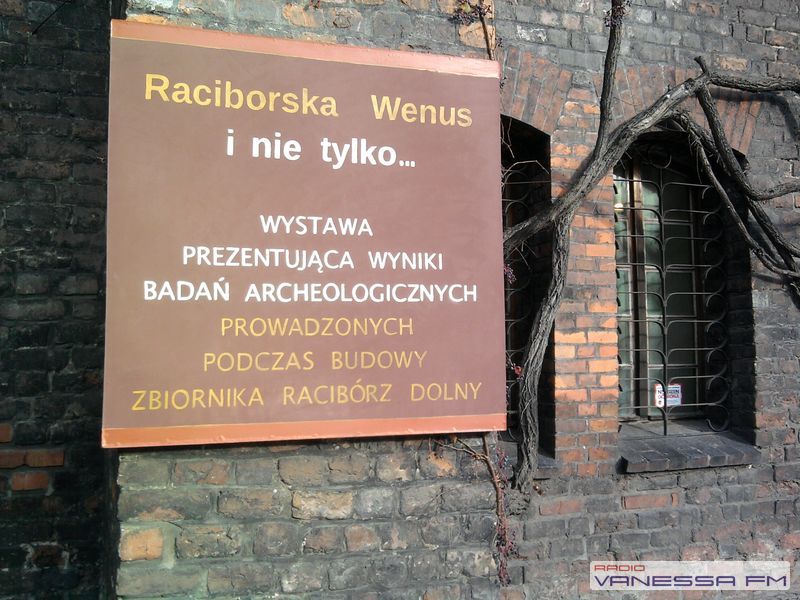 Raciborska Wenus
i nie tylko...
WYSTAWA
PREZENTUJĄCA WYNIKI
BADAŃ ARCHEOLOGICZNYCH
PROWADZONYCH
PODCZAS BUDOWY
ZBIORNIKA RACIBÓRZ DOLNY
RADIO
VANESSA FM